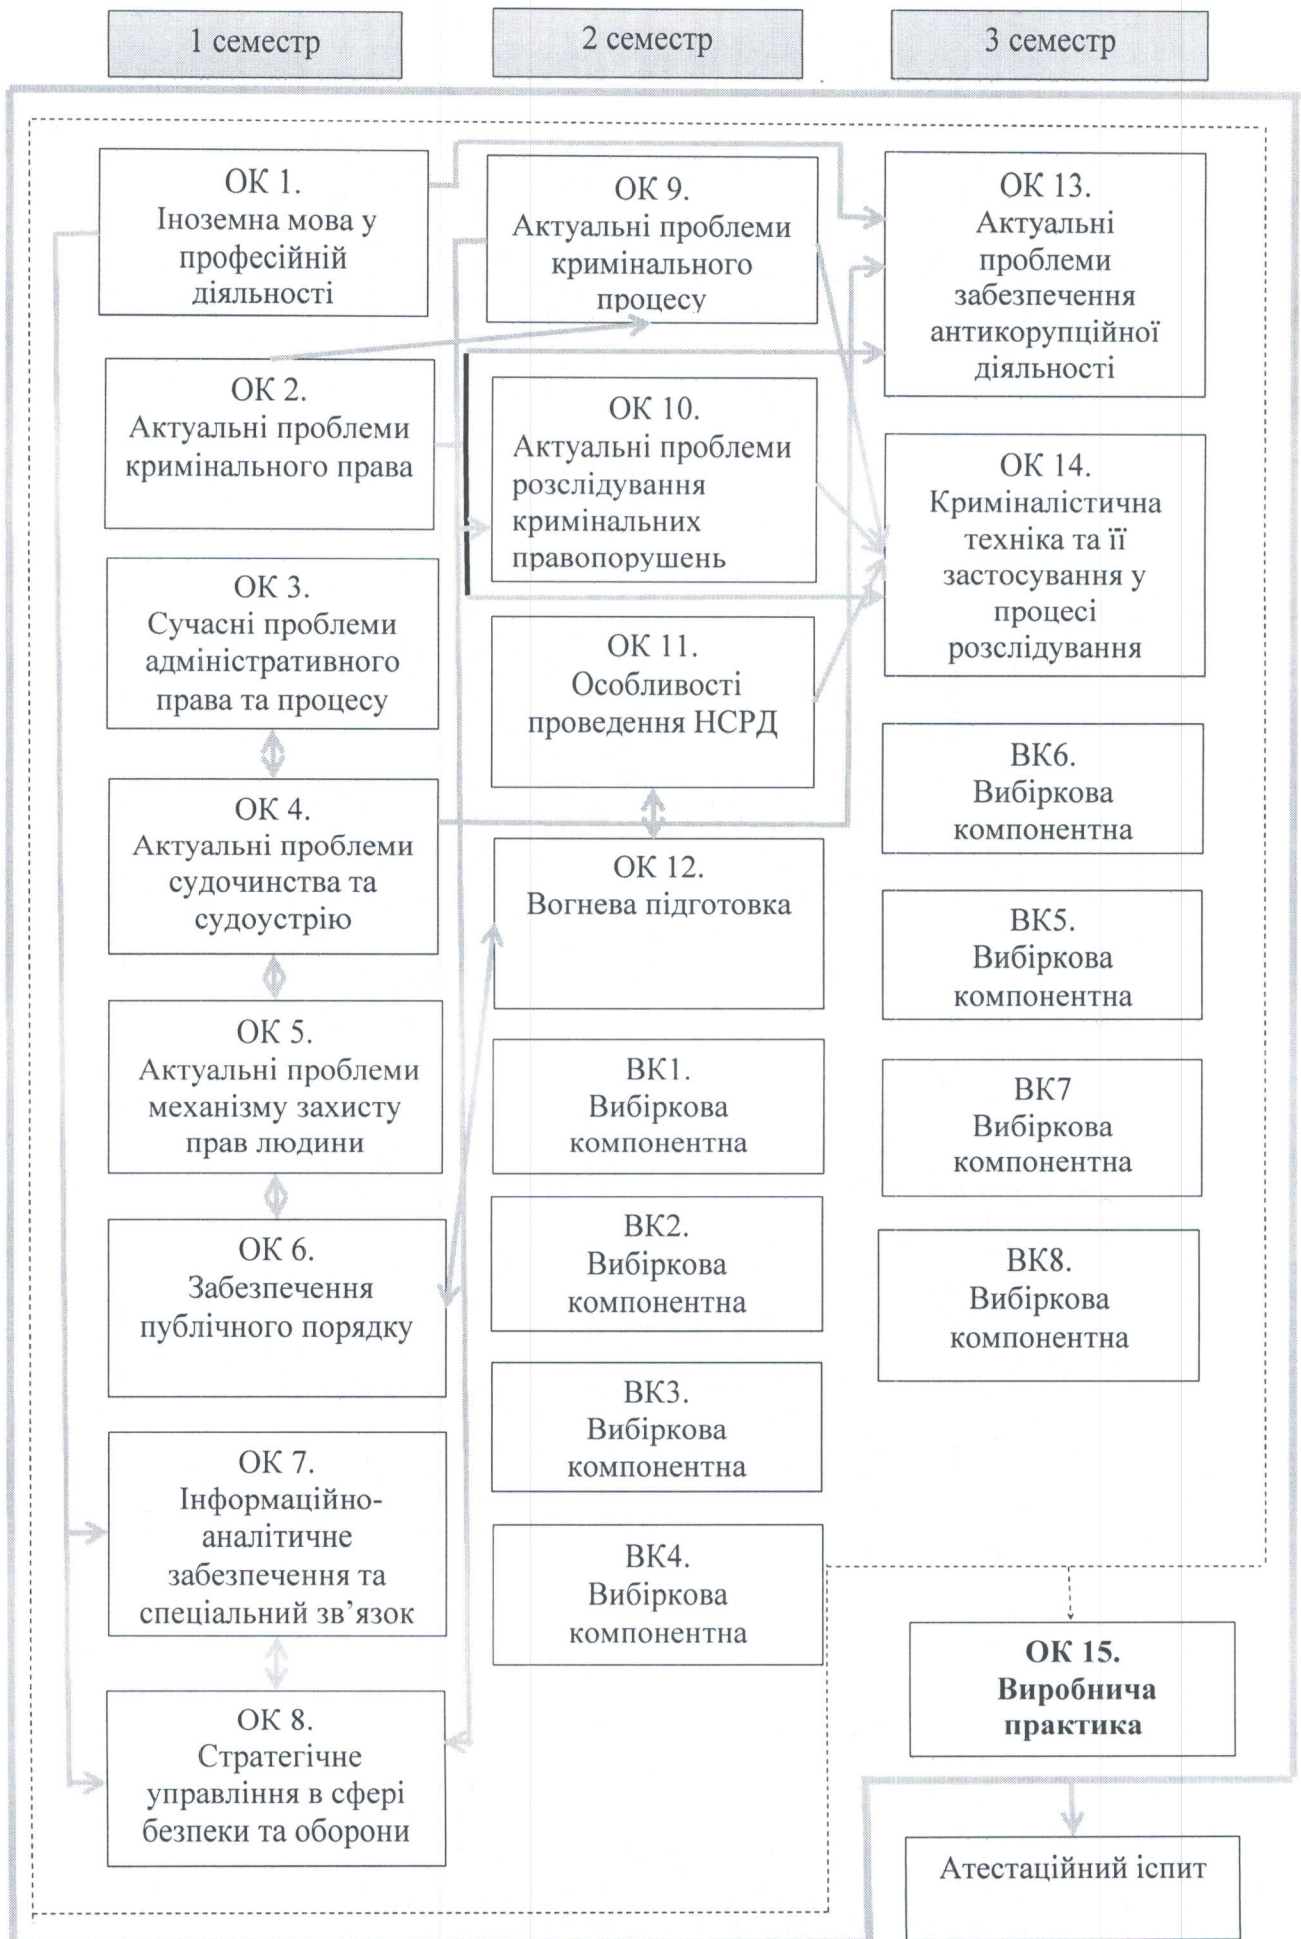 1 семестр
2 семестр
3 семестр
ОК 1.
Іноземна мова у
професійній
діяльності
ОК 2.
Актуальні проблеми
кримінального права
ОК 3.
Сучасні проблеми
адміністративного
права та процесу
ОК 4.
Актуальні проблеми
судочинства та
судоустрію
ОК 5.
Актуальні проблеми
механізму захисту
прав людини
ОК 6.
Забезпечення
публічного порядку
ОК 7.
Інформаційно-
аналітичне
забезпечення та
спеціальний зв’язок
ОК 8.
Стратегічне
управління в сфері
безпеки та оборони
ОК 9.
Актуальні проблеми
кримінального
процесу
ОК 10.
Актуальні проблеми
розслідування
кримінальних
правопорушень
ОК 11.
Особливості
проведення НСРД
ОК 12.
Вогнева підготовка
ВК1.
Вибіркова
компонентна
ВК2.
Вибіркова
компонентна
ВК3.
Вибіркова
компонентна
ВК4.
Вибіркова
компонентна
ОК 13.
Актуальні
проблеми
забезпечення
антикорупційної
діяльності
ОК 14.
Криміналістична
техніка та її
застосування у
процесі
розслідування
ВК6.
Вибіркова
компонентна
ВК5.
Вибіркова
компонентна
ВК7
Вибіркова
компонентна
ВК8.
Вибіркова
компонентна
ОК 15.
Виробнича
практика
Атестаційний іспит